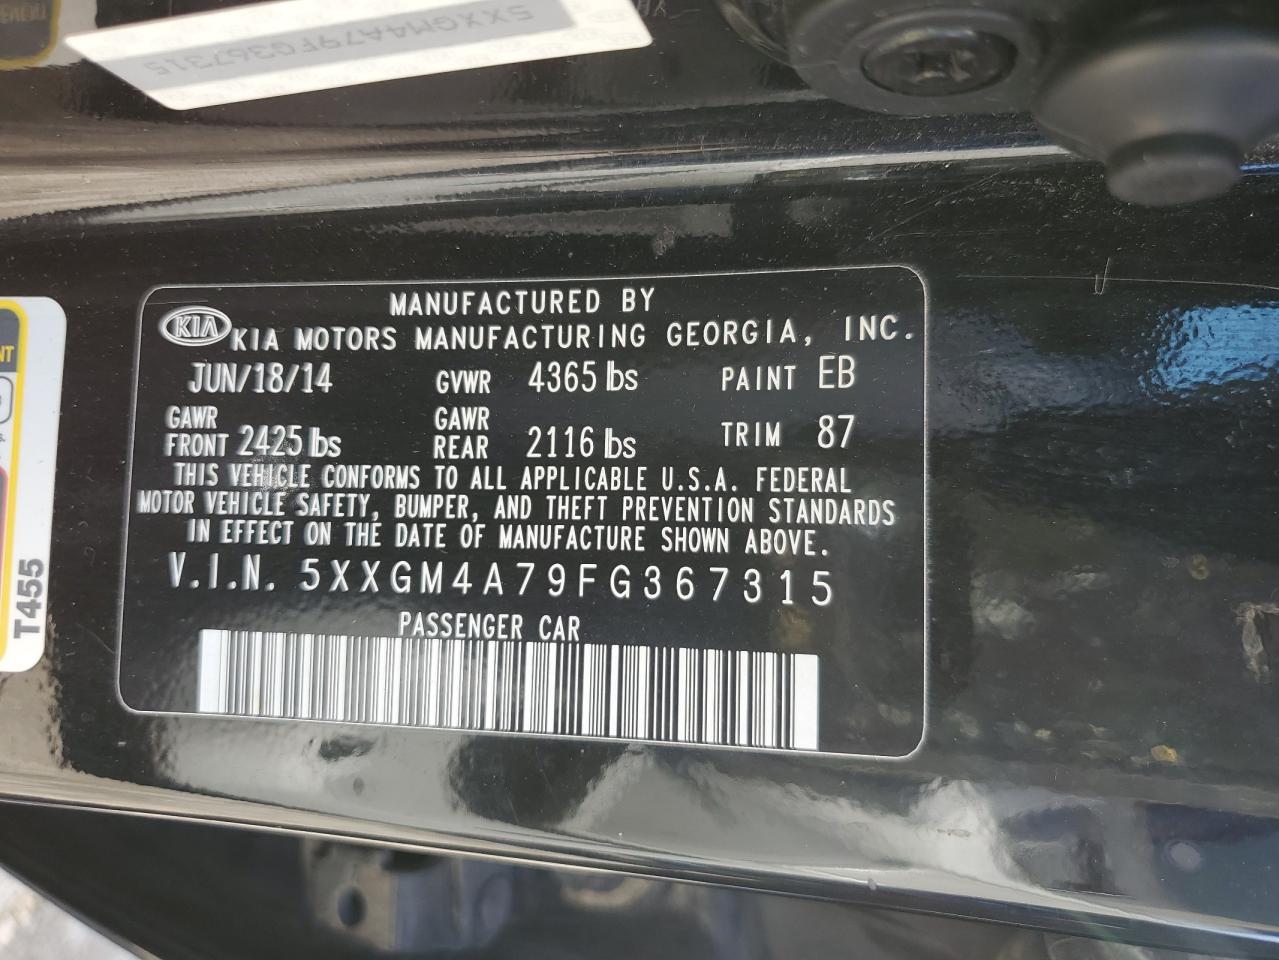 5XXGM4A79FG367315
MANUFACTURED BY
KIA KIA MOTORS MANUFACTURING GEORGIA, INC.
JUN/18/14 GVWR 4365 lbs PAINT EB
GAWR FRONT 2425 lbs GAWR REAR 2116 lbs TRIM 87
THIS VEHICLE CONFORMS TO ALL APPLICABLE U.S.A. FEDERAL
MOTOR VEHICLE SAFETY, BUMPER, AND THEFT PREVENTION STANDARDS
IN EFFECT ON THE DATE OF MANUFACTURE SHOWN ABOVE.
V.I.N. 5XXGM4A79FG367315
PASSENGER CAR
T455